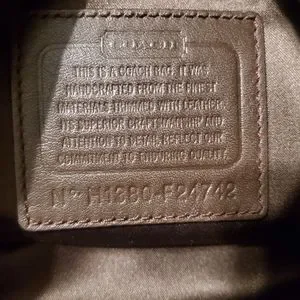 COACH
THIS IS A COACH BAG. IT WAS
HANDCRAFTED FROM THE FINEST
MATERIALS TRIMMED WITH LEATHER.
ITS SUPERIOR CRAFTSMANSHIP AND
ATTENTION TO DETAIL REFLECT OUR
COMMITMENT TO ENDURING QUALITY.
Nº H1380-F24742